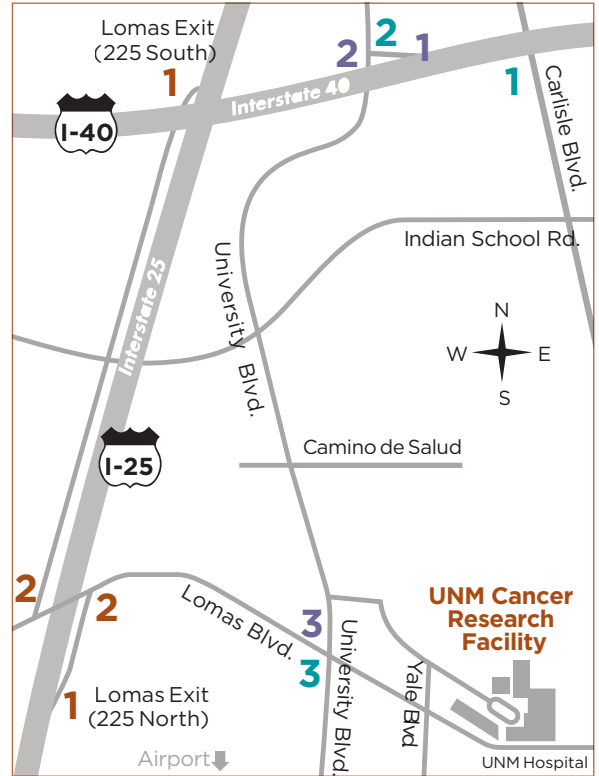 Lomas Exit
(225 South)
1
2
2
1
1
Interstate 40
I-40
Carlisle Blvd.
Indian School Rd.
University Blvd.
Interstate 25
N
W
E
S
I-25
Camino de Salud
2
2
Lomas Blvd.
3
3
University Blvd.
Yale Blvd
UNM Cancer
Research
Facility
1
Lomas Exit
(225 North)
Airport
UNM Hospital